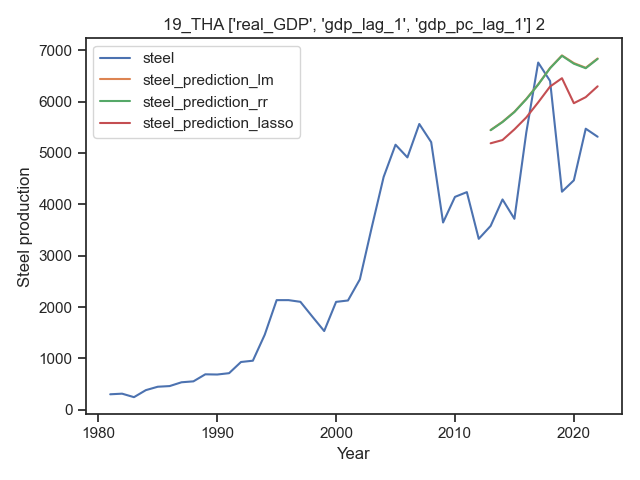 19_THA ['real_GDP', 'gdp_lag_1', 'gdp_pc_lag_1'] 2
steel
steel_prediction_lm
steel_prediction_rr
steel_prediction_lasso
Steel production
7000
6000
5000
4000
3000
2000
1000
0
1980
1990
2000
2010
2020
Year